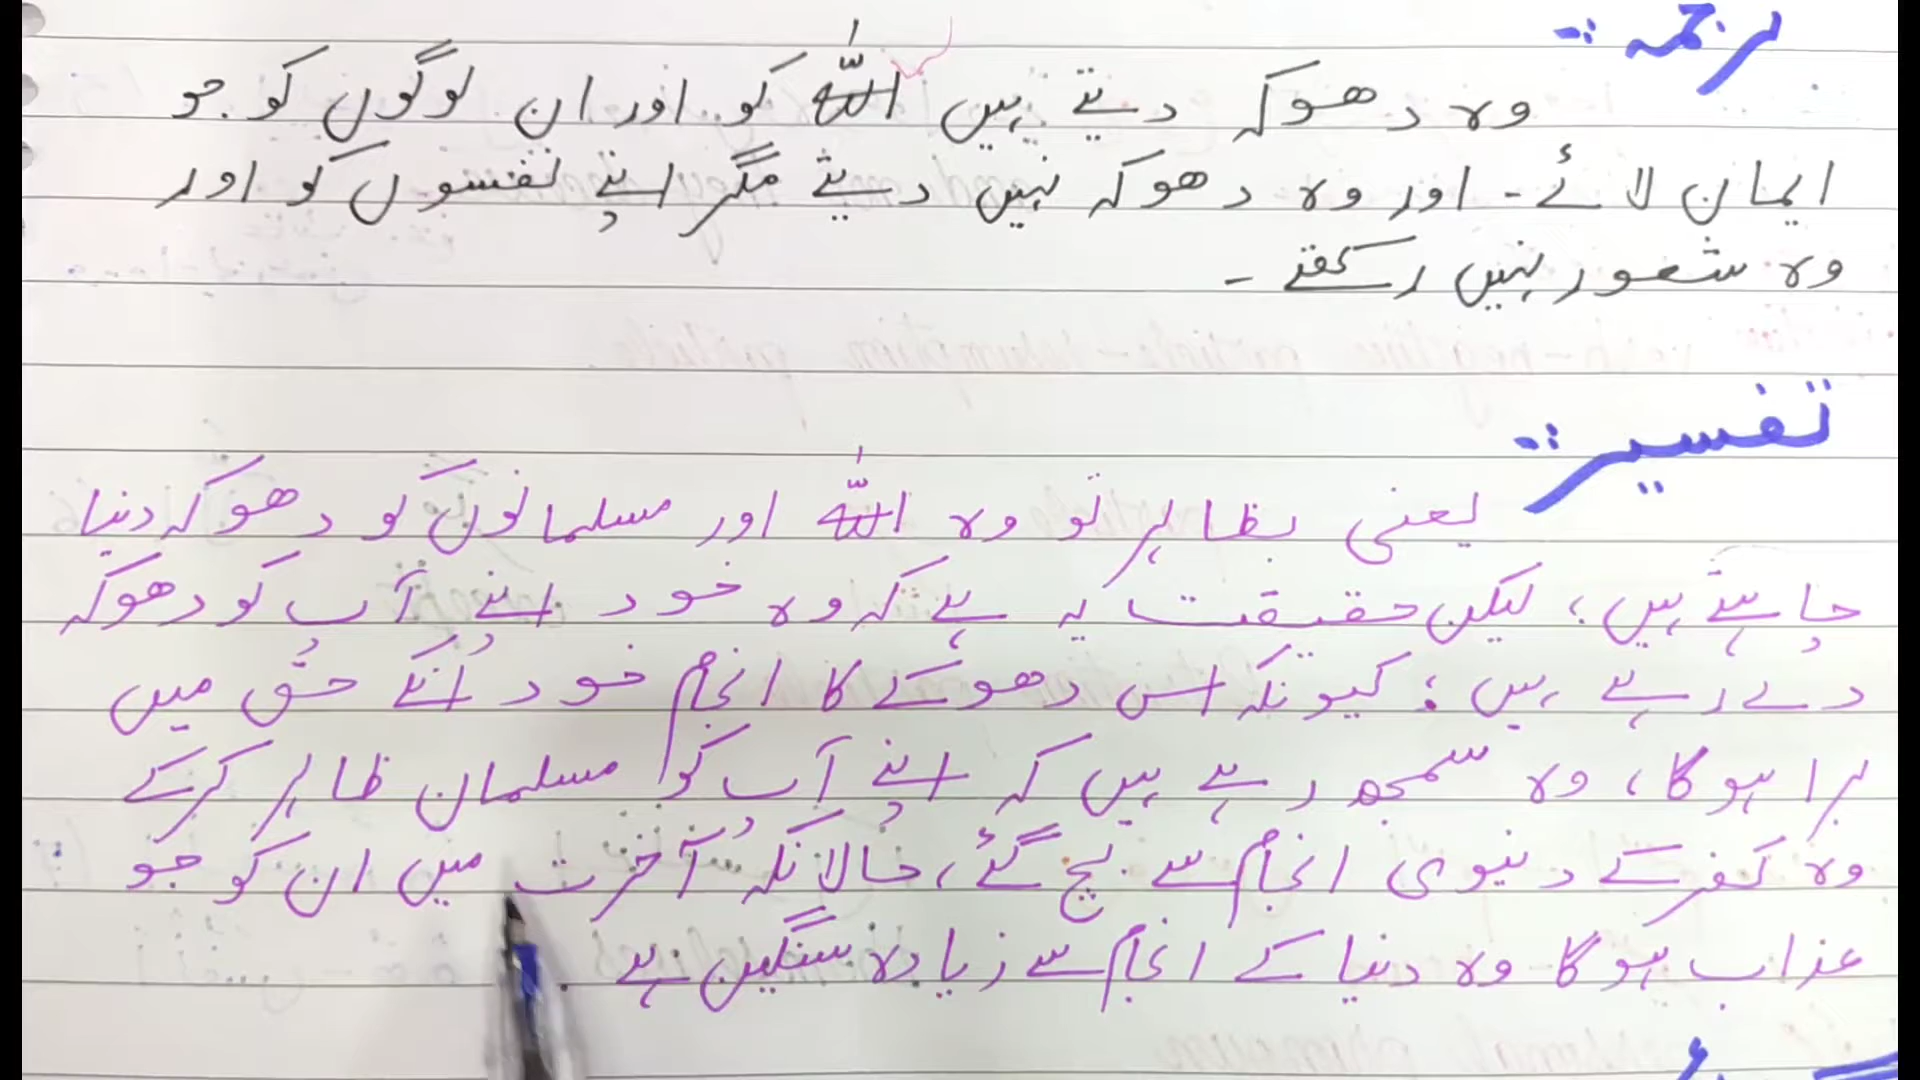 ترجمہ :-
وہ دھوکہ دیتے ہیں اللہ کو اور ان لوگوں کو جو
ایمان لائے۔ اور وہ دھوکہ نہیں دیتے مگر اپنے نفسوں کو اور
وہ شعور نہیں رکھتے -
تفسیر :-
یعنی بظاہر تو وہ اللہ اور مسلمانوں کو دھوکہ دینا
چاہتے ہیں؛ لیکن حقیقت یہ ہے کہ وہ خود اپنے آپ کو دھوکہ
دے رہے ہیں؛ کیونکہ اس دھوکے کا انجام خود انکے حق میں
برا ہوگا، وہ سمجھ رہے ہیں کہ اپنے آپ کو مسلمان ظاہر کرکے
وہ کفر کے دنیوی انجام سے بچ گئے، حالانکہ آخرت میں ان کو جو
عذاب ہوگا وہ دنیا کے انجام سے زیادہ سنگین ہے